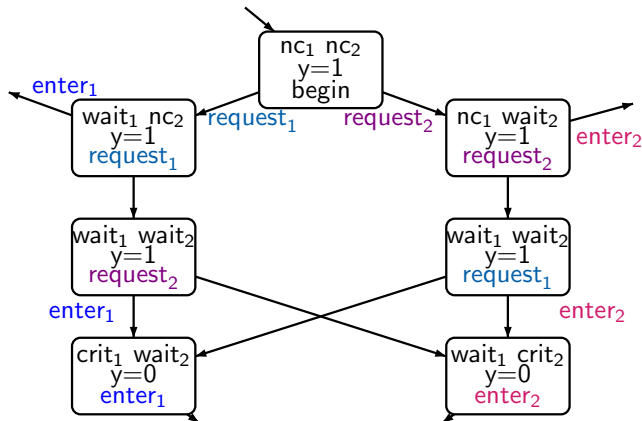 nc₁ nc₂
y=1
begin
enter₁
request₁
request₂
wait₁ nc₂
y=1
request₁
nc₁ wait₂
y=1
request₂
enter₂
wait₁ wait₂
y=1
request₂
wait₁ wait₂
y=1
request₁
enter₁
enter₂
crit₁ wait₂
y=0
enter₁
wait₁ crit₂
y=0
enter₂